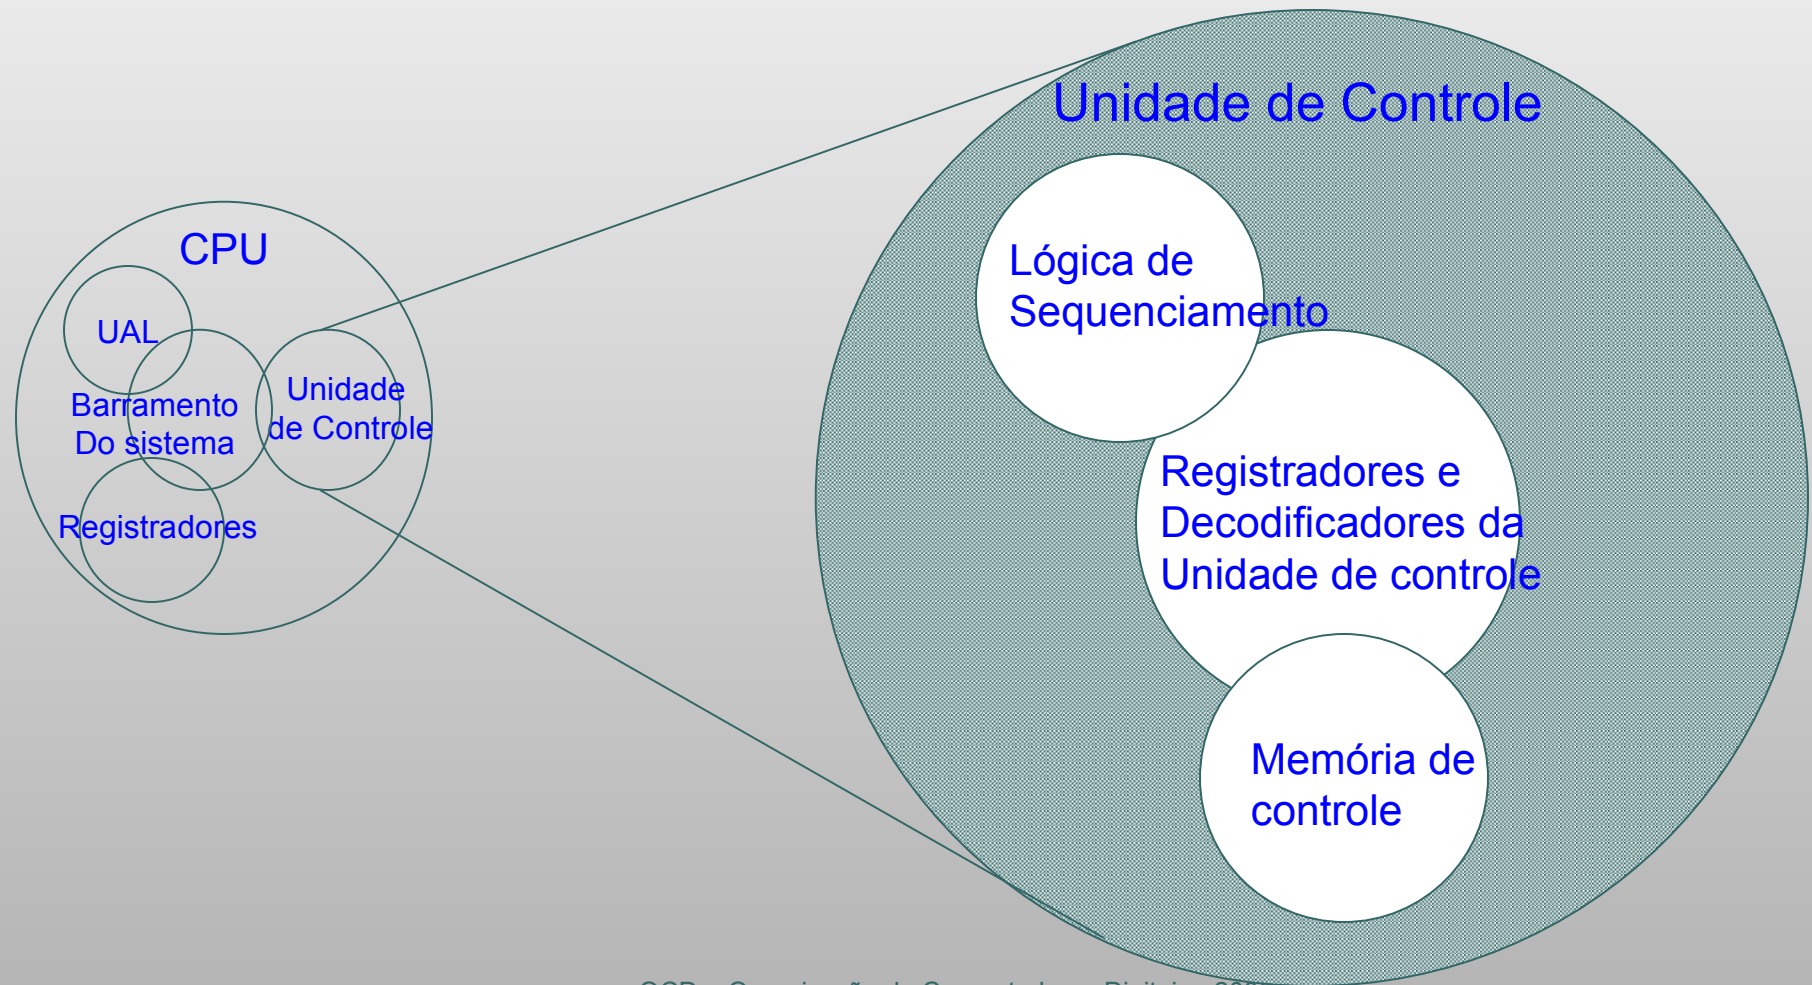 Unidade de Controle
CPU
UAL
Barramento
Do sistema
Unidade
de Controle
Registradores
Lógica de
Sequenciamento
Registradores e
Decodificadores da
Unidade de controle
Memória de
controle